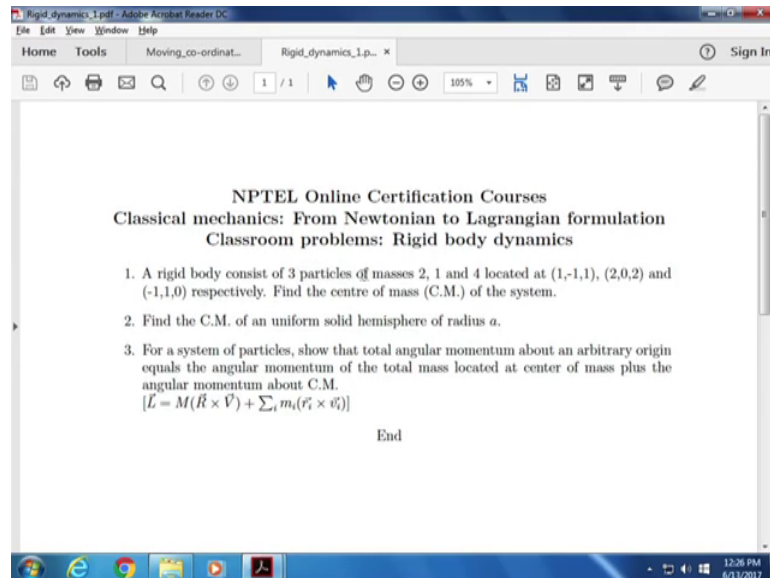 Rigid_dynamics_1.pdf - Adobe Acrobat Reader DC
File Edit View Window Help
Home Tools Moving_co-ordinat... Rigid_dynamics_1.p... × ? Sign In
1 / 1 105%
NPTEL Online Certification Courses
Classical mechanics: From Newtonian to Lagrangian formulation
Classroom problems: Rigid body dynamics
1. A rigid body consist of 3 particles of masses 2, 1 and 4 located at (1,-1,1), (2,0,2) and
(-1,1,0) respectively. Find the centre of mass (C.M.) of the system.
2. Find the C.M. of an uniform solid hemisphere of radius a.
3. For a system of particles, show that total angular momentum about an arbitrary origin
equals the angular momentum of the total mass located at center of mass plus the
angular momentum about C.M.
[L⃗ = M(R⃗ × V⃗) + ∑ᵢ mᵢ(r⃗ᵢ × v⃗ᵢ)]
End
12:26 PM
6/13/2017